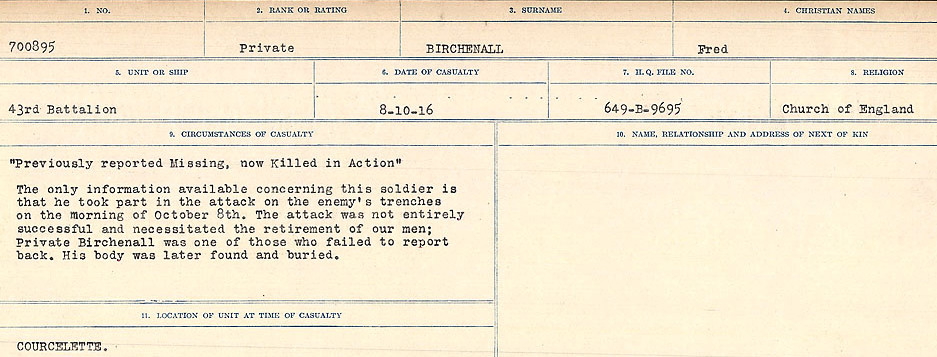 1. NO. 2. RANK OR RATING 3. SURNAME 4. CHRISTIAN NAMES
700895 Private BIRCHENALL Fred
5. UNIT OR SHIP 6. DATE OF CASUALTY 7. H. Q. FILE NO. 8. RELIGION
43rd Battalion 8-10-16 649-B-9695 Church of England
9. CIRCUMSTANCES OF CASUALTY 10. NAME, RELATIONSHIP AND ADDRESS OF NEXT OF KIN
"Previously reported Missing, now Killed in Action"
The only information available concerning this soldier is
that he took part in the attack on the enemy's trenches
on the morning of October 8th. The attack was not entirely
successful and necessitated the retirement of our men;
Private Birchenall was one of those who failed to report
back. His body was later found and buried.
11. LOCATION OF UNIT AT TIME OF CASUALTY
COURCELETTE.